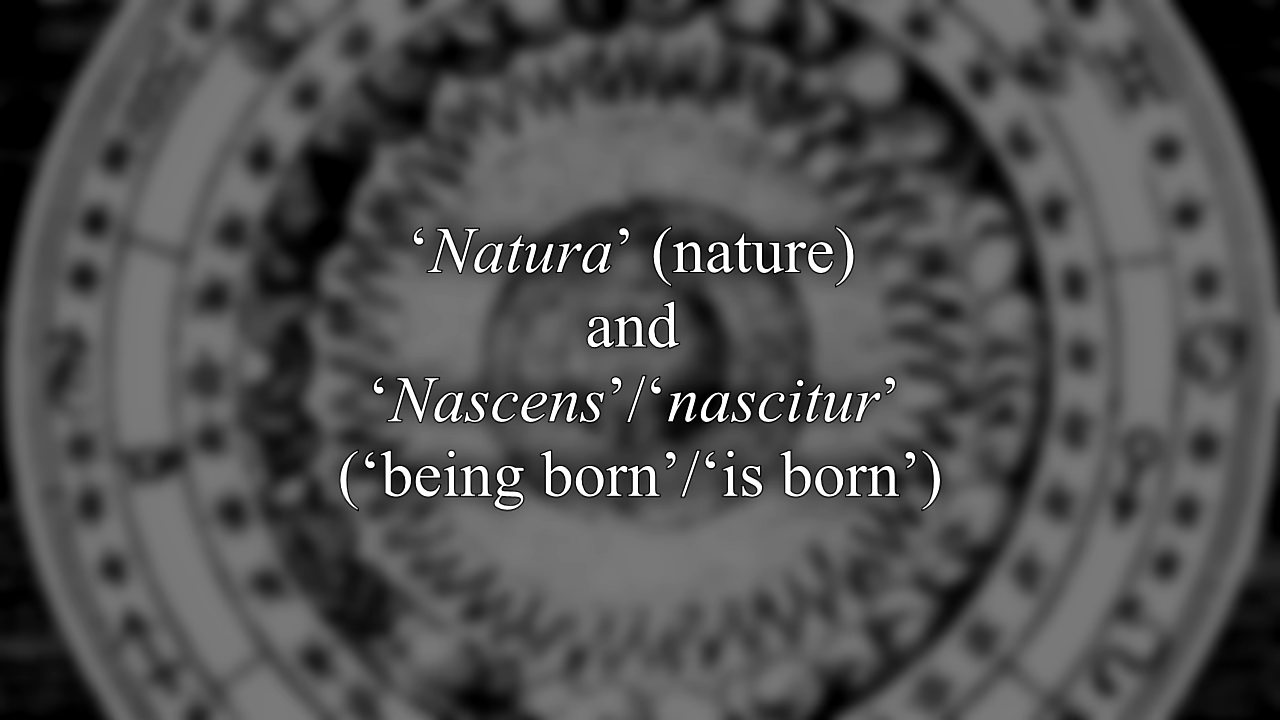 ‘Natura’ (nature)
and
‘Nascens’/‘nascitur’
(‘being born’/‘is born’)